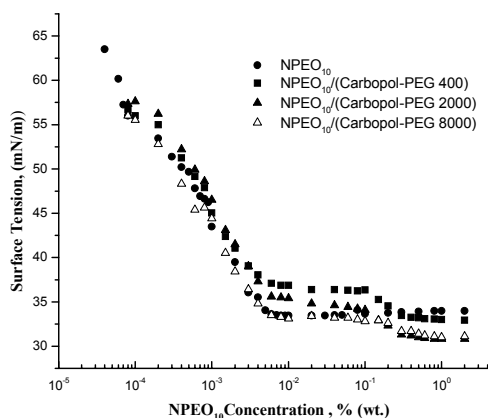 65
60
55
50
45
40
35
30
Surface Tension, (mN/m))
NPEO₁₀
NPEO₁₀/(Carbopol-PEG 400)
NPEO₁₀/(Carbopol-PEG 2000)
NPEO₁₀/(Carbopol-PEG 8000)
10⁻⁵ 10⁻⁴ 10⁻³ 10⁻² 10⁻¹ 10⁰
NPEO₁₀Concentration , % (wt.)